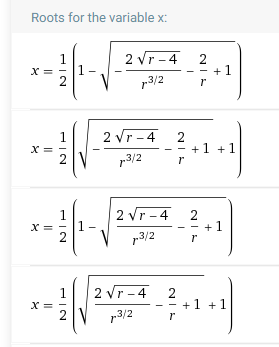 Roots for the variable x:
x = 1/2 (1 − √(− 2 √(r − 4) / r^(3/2) − 2/r + 1))
x = 1/2 (√(− 2 √(r − 4) / r^(3/2) − 2/r + 1) + 1)
x = 1/2 (1 − √(2 √(r − 4) / r^(3/2) − 2/r + 1))
x = 1/2 (√(2 √(r − 4) / r^(3/2) − 2/r + 1) + 1)